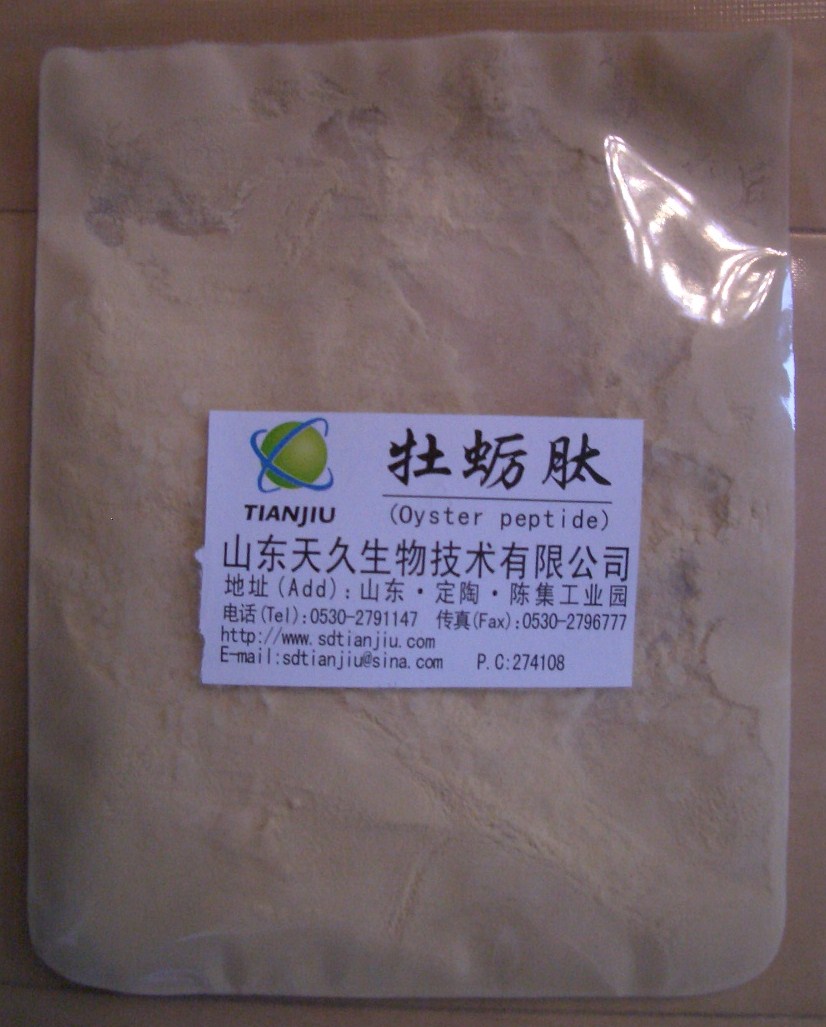 牡蛎肽
TIANJIU
(Oyster peptide)
山东天久生物技术有限公司
地址(Add):山东·定陶·陈集工业园
电话(Tel):0530-2791147 传真(Fax):0530-2796777
http://www.sdtianjiu.com
E-mail:sdtianjiu@sina.com P.C:274108